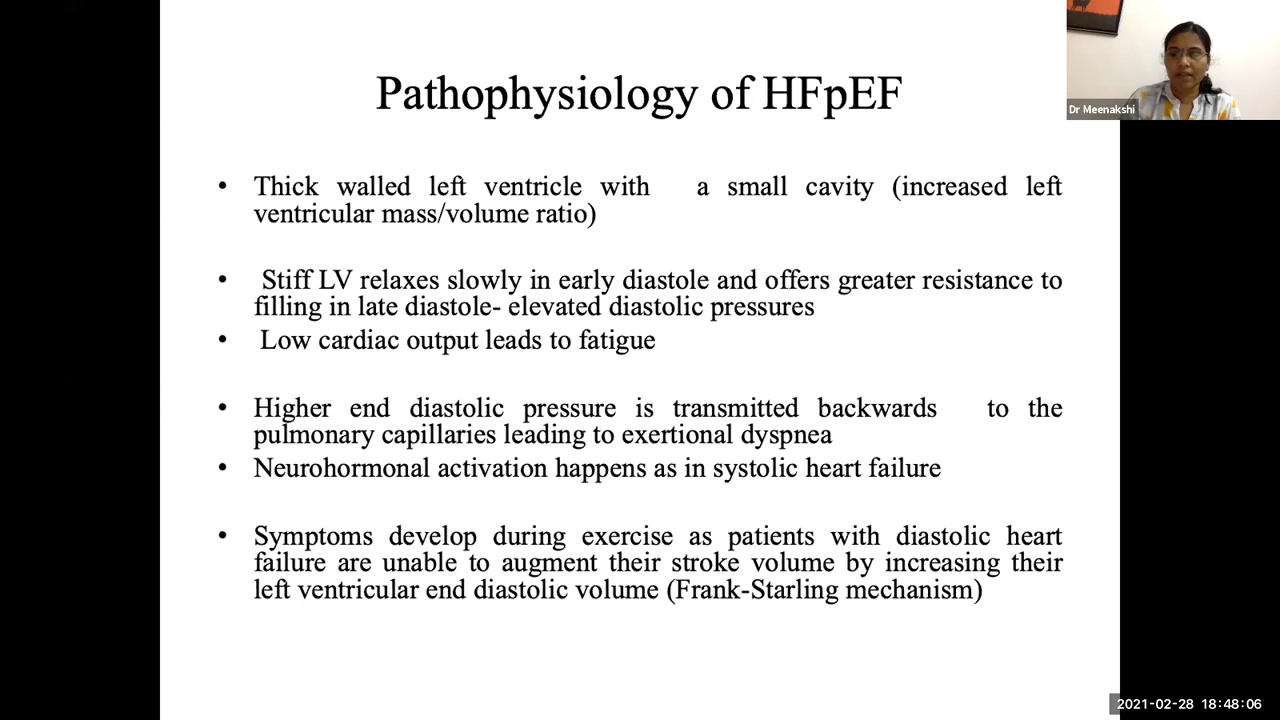 Pathophysiology of HFpEF
Dr Meenakshi
• Thick walled left ventricle with a small cavity (increased left
ventricular mass/volume ratio)
• Stiff LV relaxes slowly in early diastole and offers greater resistance to
filling in late diastole- elevated diastolic pressures
• Low cardiac output leads to fatigue
• Higher end diastolic pressure is transmitted backwards to the
pulmonary capillaries leading to exertional dyspnea
• Neurohormonal activation happens as in systolic heart failure
• Symptoms develop during exercise as patients with diastolic heart
failure are unable to augment their stroke volume by increasing their
left ventricular end diastolic volume (Frank-Starling mechanism)
2021-02-28 18:48:06